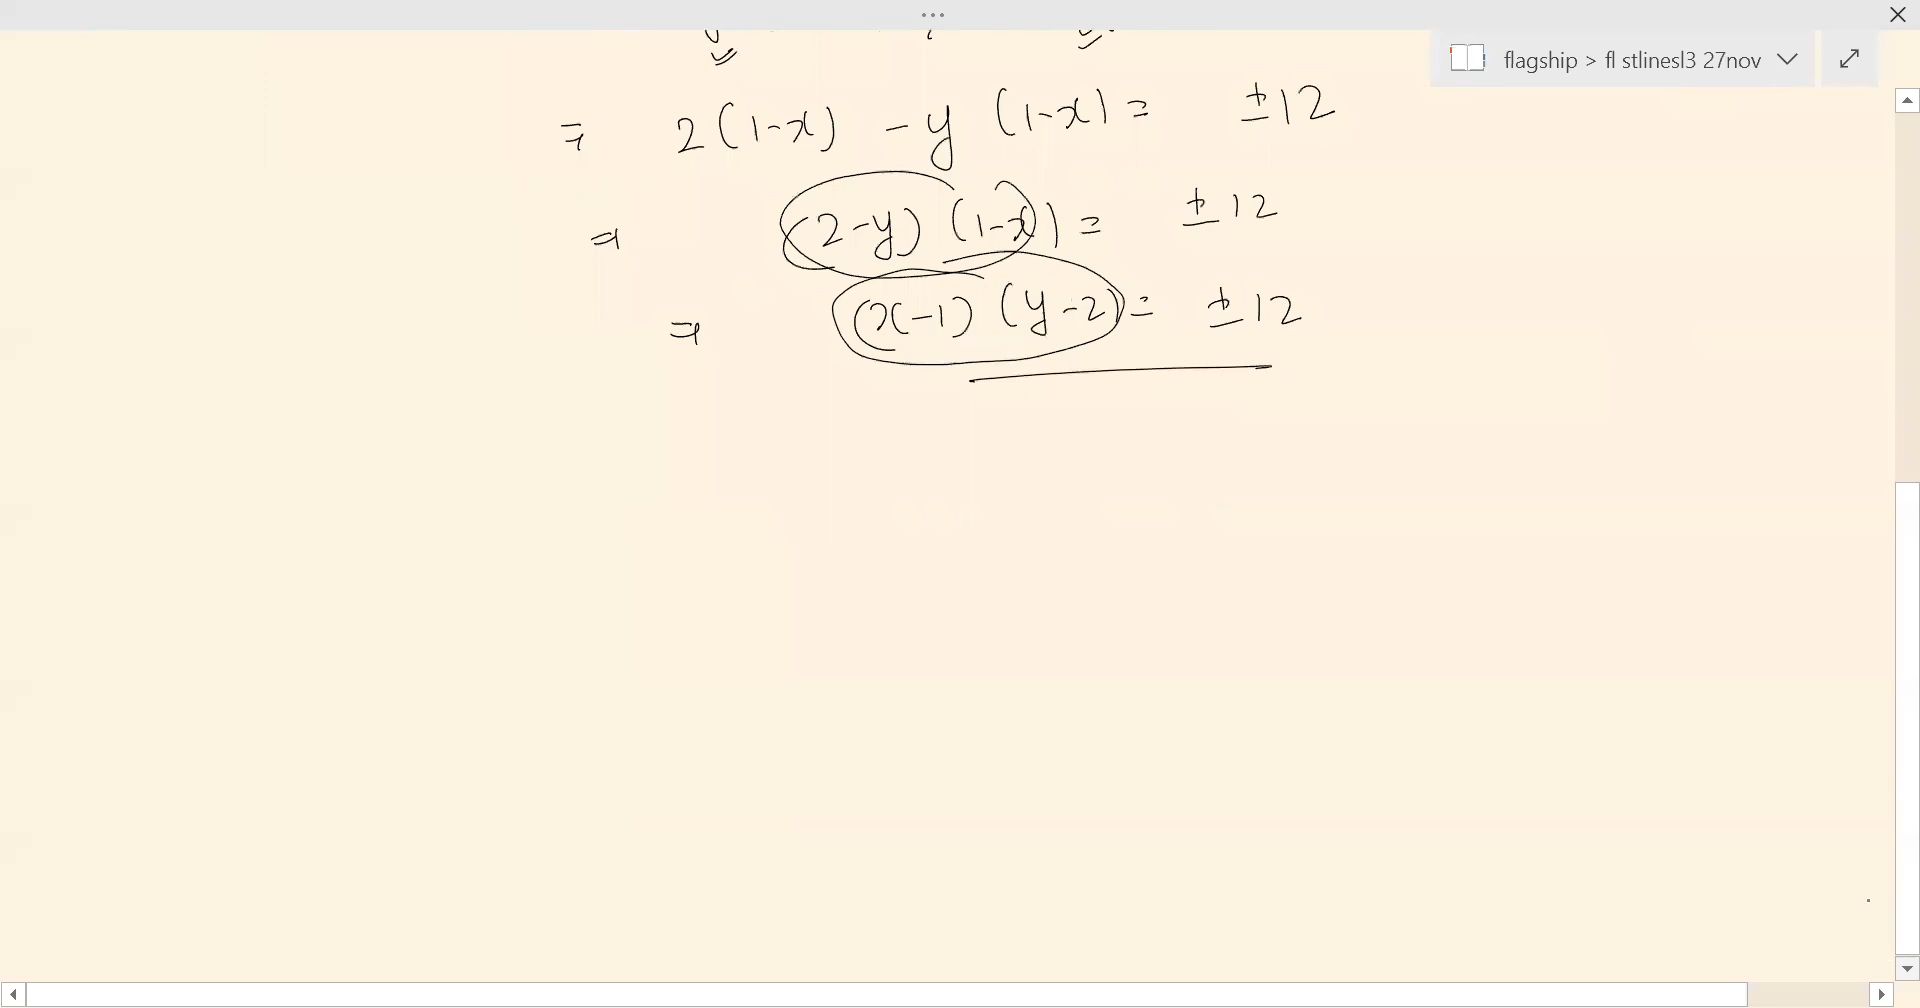 flagship > fl stlinesl3 27nov
= 2(1-x) -y (1-x) = ±12
⇒ (2-y) (1-x) = ±12
⇒ (x-1) (y-2) = ±12